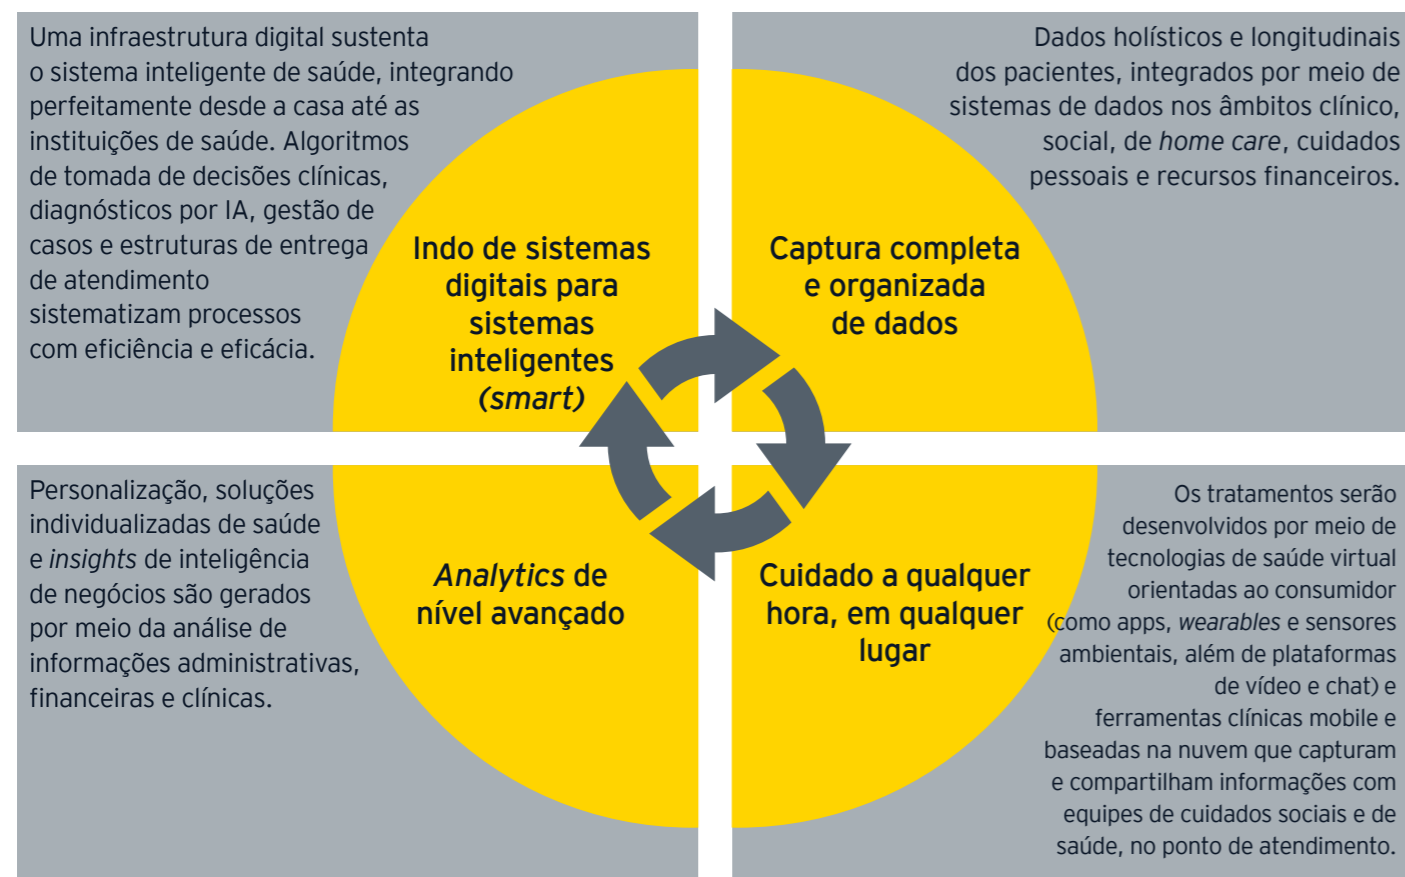 Uma infraestrutura digital sustenta
o sistema inteligente de saúde, integrando
perfeitamente desde a casa até as
instituições de saúde. Algoritmos
de tomada de decisões clínicas,
diagnósticos por IA, gestão de
casos e estruturas de entrega
de atendimento
sistematizam processos
com eficiência e eficácia.
Indo de sistemas
digitais para
sistemas
inteligentes
(smart)
Dados holísticos e longitudinais
dos pacientes, integrados por meio de
sistemas de dados nos âmbitos clínico,
social, de home care, cuidados
pessoais e recursos financeiros.
Captura completa
e organizada
de dados
Personalização, soluções
individualizadas de saúde
e insights de inteligência
de negócios são gerados
por meio da análise de
informações administrativas,
financeiras e clínicas.
Analytics de
nível avançado
Cuidado a qualquer
hora, em qualquer
lugar
Os tratamentos serão
desenvolvidos por meio de
tecnologias de saúde virtual
orientadas ao consumidor
(como apps, wearables e sensores
ambientais, além de plataformas
de vídeo e chat) e
ferramentas clínicas mobile e
baseadas na nuvem que capturam
e compartilham informações com
equipes de cuidados sociais e de
saúde, no ponto de atendimento.